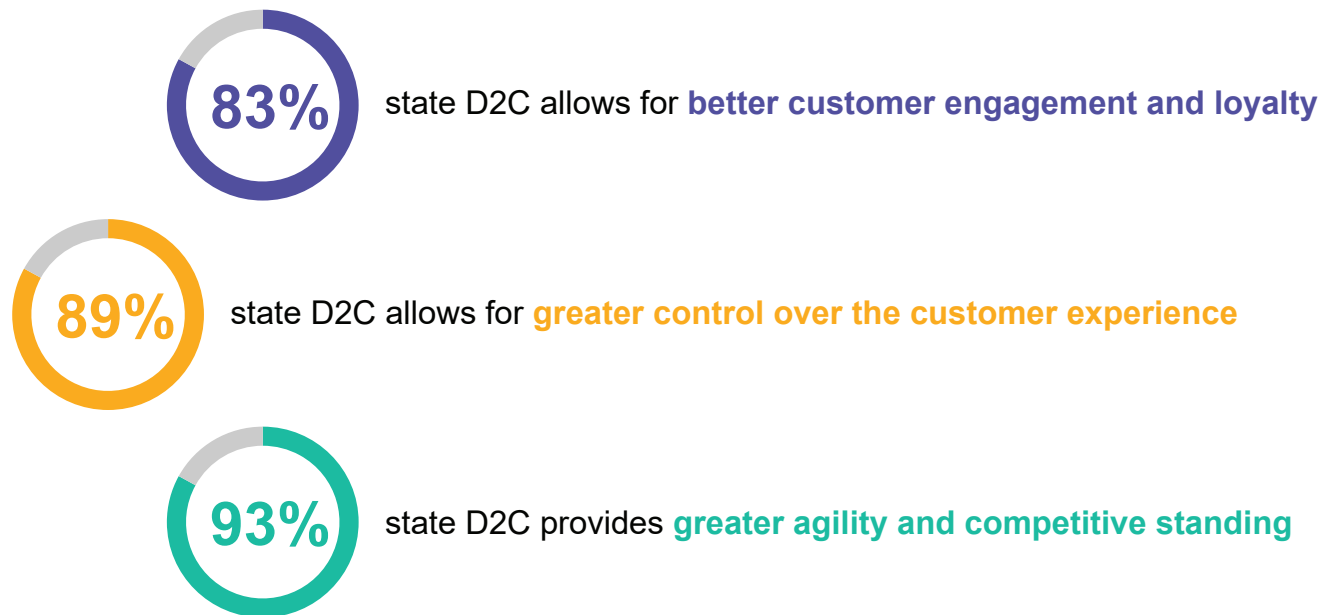 83% state D2C allows for better customer engagement and loyalty
89% state D2C allows for greater control over the customer experience
93% state D2C provides greater agility and competitive standing